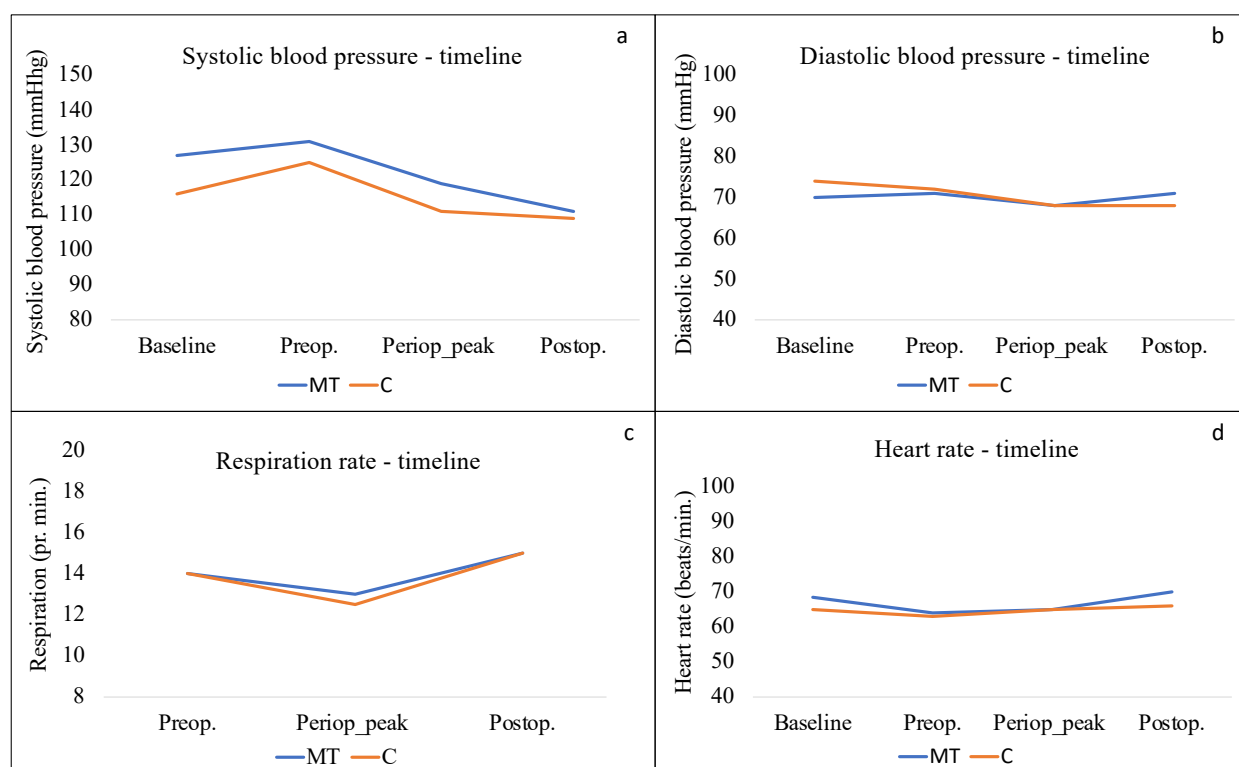 a
Systolic blood pressure - timeline
Systolic blood pressure (mmHhg)
150
140
130
120
110
100
90
80
Baseline Preop. Periop_peak Postop.
MT C
b
Diastolic blood pressure - timeline
Diastolic blood pressure (mmHg)
100
90
80
70
60
50
40
Baseline Preop. Periop_peak Postop.
MT C
c
Respiration rate - timeline
Respiration (pr. min.)
20
18
16
14
12
10
8
Preop. Periop_peak Postop.
MT C
d
Heart rate - timeline
Heart rate (beats/min.)
100
90
80
70
60
50
40
Baseline Preop. Periop_peak Postop.
MT C